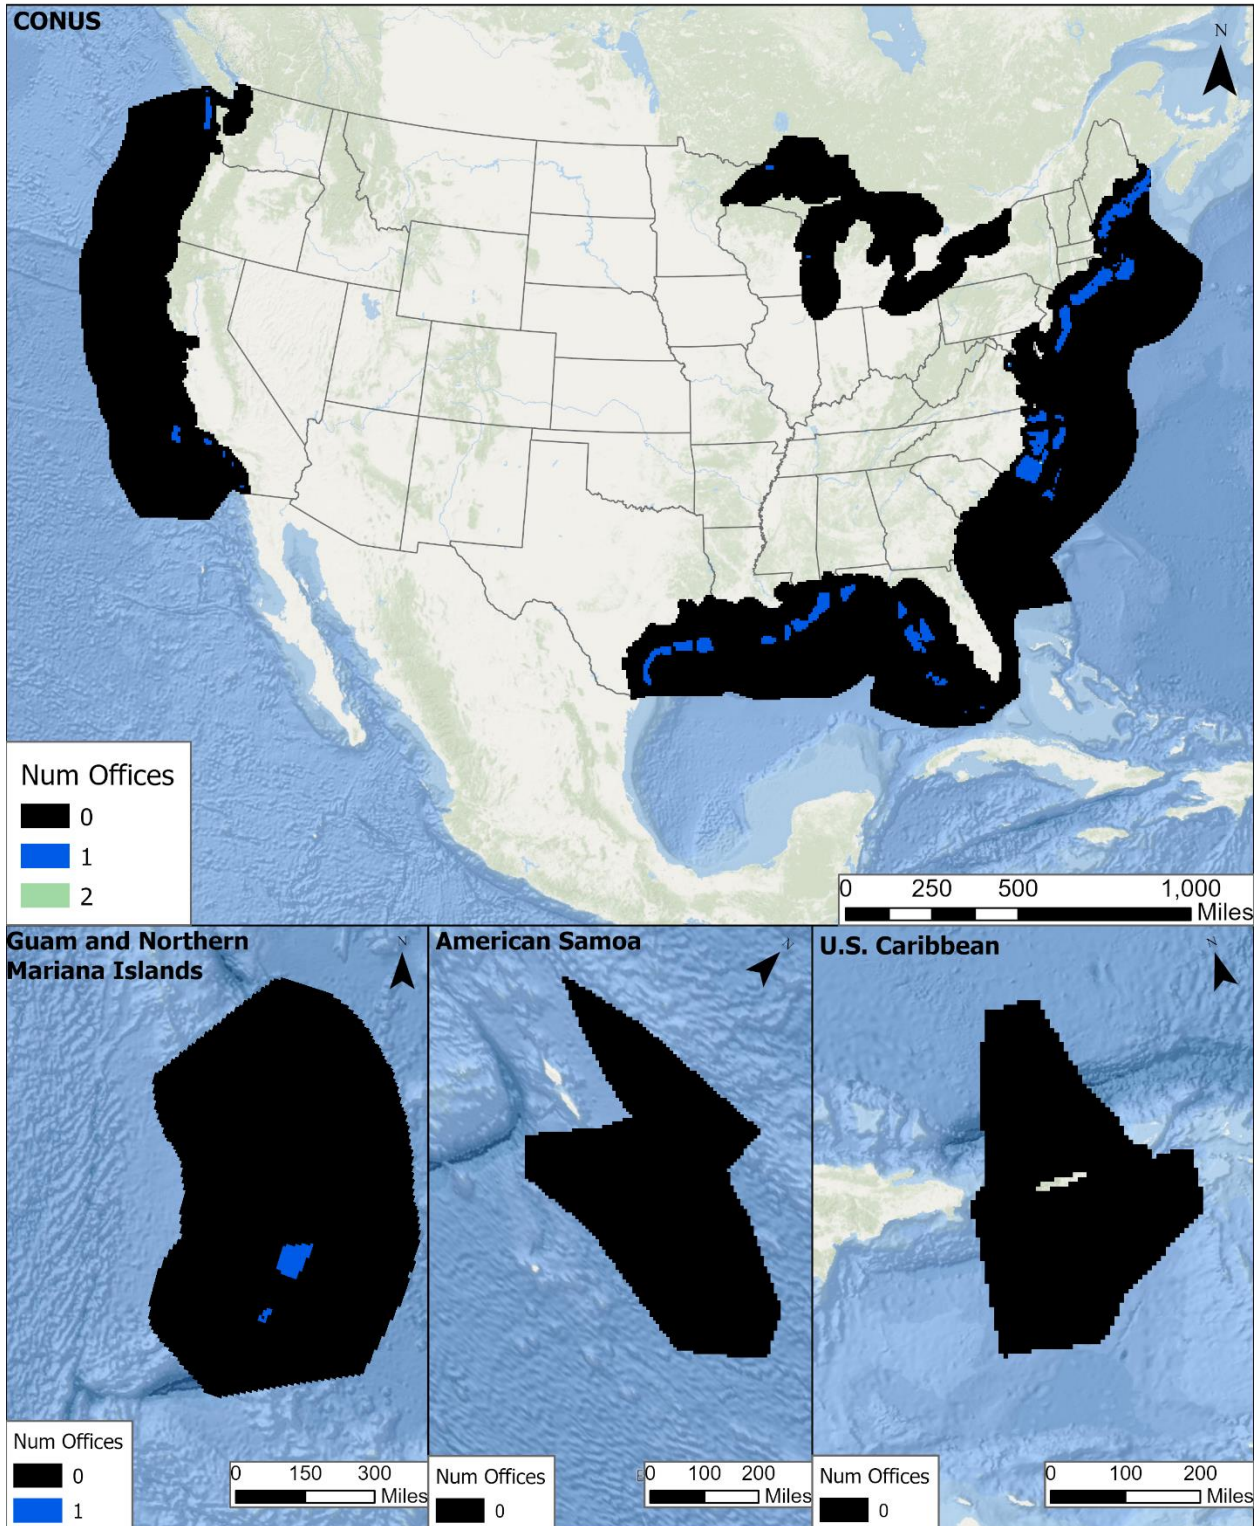 CONUS
N
Num Offices
0
1
2
0 250 500 1,000
Miles
Guam and Northern
Mariana Islands
N
Num Offices
0
1
0 150 300
Miles
American Samoa
N
Num Offices
0
0 100 200
Miles
U.S. Caribbean
N
Num Offices
0
0 100 200
Miles